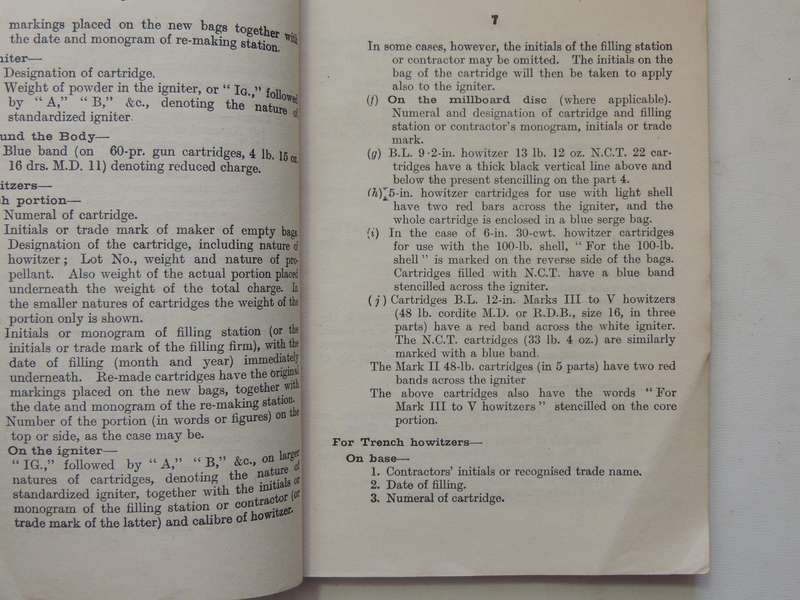 markings placed on the new bags together with
the date and monogram of re-making station.
niter—
Designation of cartridge.
Weight of powder in the igniter, or “ IG.,” followed
by “ A,” “ B,” &c., denoting the nature of
standardized igniter
und the Body—
Blue band (on 60-pr. gun cartridges, 4 lb. 15 oz.
16 drs. M.D. 11) denoting reduced charge.
itzers—
h portion—
Numeral of cartridge.
Initials or trade mark of maker of empty bags
Designation of the cartridge, including nature of
howitzer ; Lot No., weight and nature of pro-
pellant. Also weight of the actual portion placed
underneath the weight of the total charge. In
the smaller natures of cartridges the weight of the
portion only is shown.
Initials or monogram of filling station (or the
initials or trade mark of the filling firm), with the
date of filling (month and year) immediately
underneath. Re-made cartridges have the original
markings placed on the new bags, together with
the date and monogram of the re-making station.
Number of the portion (in words or figures) on the
top or side, as the case may be.
On the igniter—
“ IG.,” followed by “ A,” “ B,” &c., on larger
natures of cartridges, denoting the nature of
standardized igniter, together with the initials or
monogram of the filling station or contractor (or
trade mark of the latter) and calibre of howitzer.
7
In some cases, however, the initials of the filling station
or contractor may be omitted. The initials on the
bag of the cartridge will then be taken to apply
also to the igniter.
(f) On the millboard disc (where applicable).
Numeral and designation of cartridge and filling
station or contractor's monogram, initials or trade
mark.
(g) B.L. 9·2-in. howitzer 13 lb. 12 oz. N.C.T. 22 car-
tridges have a thick black vertical line above and
below the present stencilling on the part 4.
(h) 5-in. howitzer cartridges for use with light shell
have two red bars across the igniter, and the
whole cartridge is enclosed in a blue serge bag.
(i) In the case of 6-in. 30-cwt. howitzer cartridges
for use with the 100-lb. shell, “ For the 100-lb.
shell ” is marked on the reverse side of the bags.
Cartridges filled with N.C.T. have a blue band
stencilled across the igniter.
(j) Cartridges B.L. 12-in. Marks III to V howitzers
(48 lb. cordite M.D. or R.D.B., size 16, in three
parts) have a red band across the white igniter.
The N.C.T. cartridges (33 lb. 4 oz.) are similarly
marked with a blue band.
The Mark II 48-lb. cartridges (in 5 parts) have two red
bands across the igniter
The above cartridges also have the words “ For
Mark III to V howitzers ” stencilled on the core
portion.
For Trench howitzers—
On base—
1. Contractors' initials or recognised trade name.
2. Date of filling.
3. Numeral of cartridge.